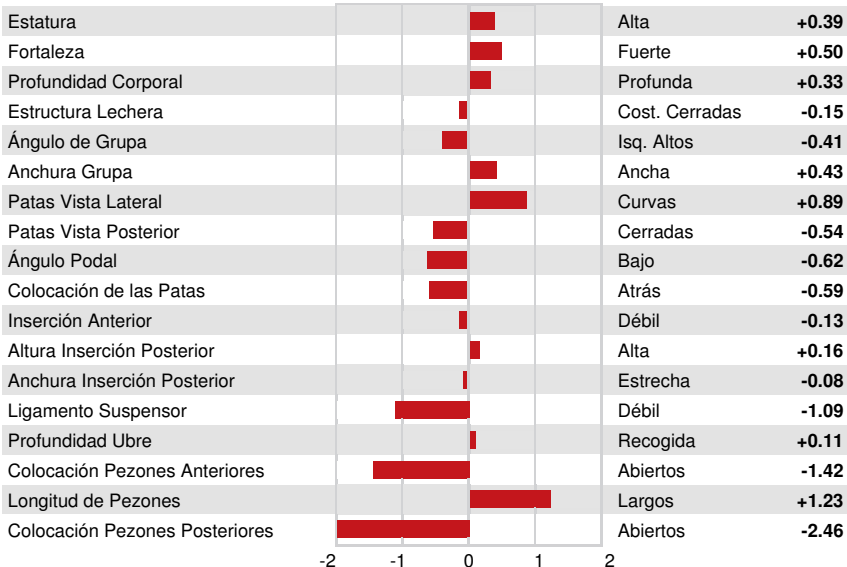 Estatura Alta +0.39
Fortaleza Fuerte +0.50
Profundidad Corporal Profunda +0.33
Estructura Lechera Cost. Cerradas -0.15
Ángulo de Grupa Isq. Altos -0.41
Anchura Grupa Ancha +0.43
Patas Vista Lateral Curvas +0.89
Patas Vista Posterior Cerradas -0.54
Ángulo Podal Bajo -0.62
Colocación de las Patas Atrás -0.59
Inserción Anterior Débil -0.13
Altura Inserción Posterior Alta +0.16
Anchura Inserción Posterior Estrecha -0.08
Ligamento Suspensor Débil -1.09
Profundidad Ubre Recogida +0.11
Colocación Pezones Anteriores Abiertos -1.42
Longitud de Pezones Largos +1.23
Colocación Pezones Posteriores Abiertos -2.46
-2 -1 0 1 2